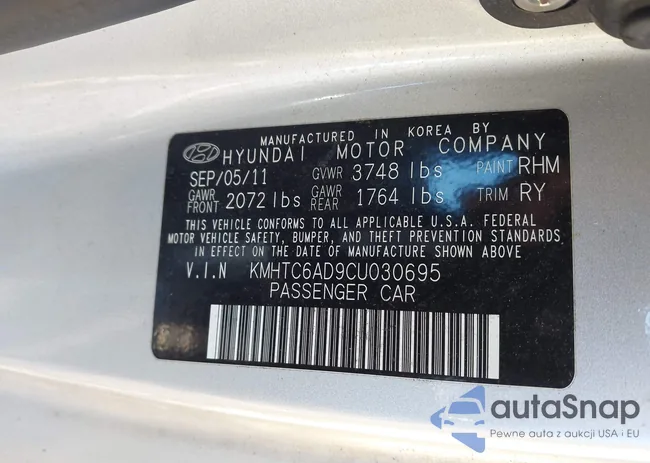 MANUFACTURED IN KOREA BY
HYUNDAI MOTOR COMPANY
SEP/05/11 GVWR 3748 lbs PAINT RHM
GAWR FRONT 2072 lbs GAWR REAR 1764 lbs TRIM RY
THIS VEHICLE CONFORMS TO ALL APPLICABLE U.S.A. FEDERAL
MOTOR VEHICLE SAFETY, BUMPER, AND THEFT PREVENTION
STANDARDS IN EFFECT ON THE DATE OF MANUFACTURE SHOWN ABOVE
V.I.N KMHTC6AD9CU030695
PASSENGER CAR
autoSnap
Pewne auta z aukcji USA i EU